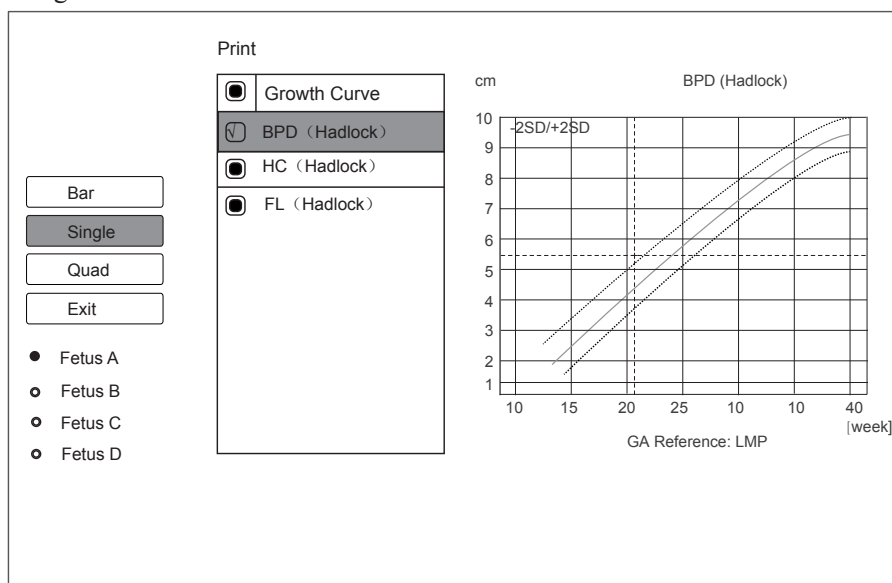 Print
Growth Curve
BPD（Hadlock）
HC（Hadlock）
FL（Hadlock）
Bar
Single
Quad
Exit
Fetus A
Fetus B
Fetus C
Fetus D
cm BPD (Hadlock)
-2SD/+2SD
10
9
8
7
6
5
4
3
2
1
10 15 20 25 10 10 40
[week]
GA Reference: LMP